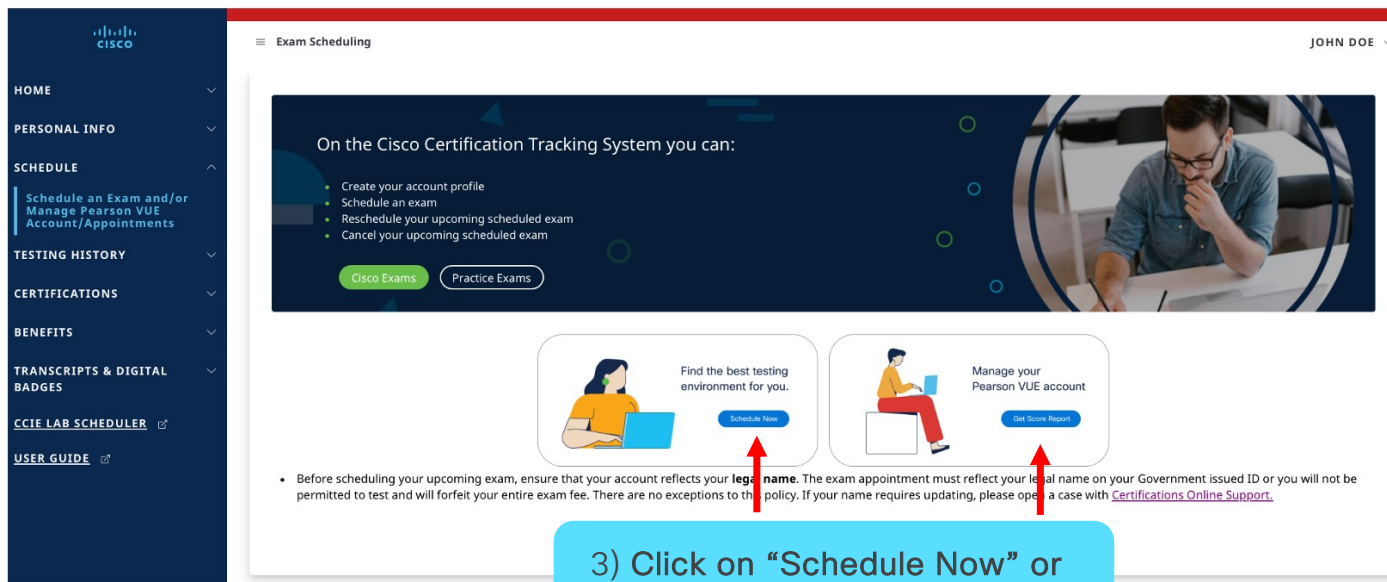 CISCO
HOME
PERSONAL INFO
SCHEDULE
Schedule an Exam and/or
Manage Pearson VUE
Account/Appointments
TESTING HISTORY
CERTIFICATIONS
BENEFITS
TRANSCRIPTS & DIGITAL
BADGES
CCIE LAB SCHEDULER
USER GUIDE
Exam Scheduling
JOHN DOE
On the Cisco Certification Tracking System you can:
• Create your account profile
• Schedule an exam
• Reschedule your upcoming scheduled exam
• Cancel your upcoming scheduled exam
Cisco Exams
Practice Exams
Find the best testing
environment for you.
Schedule Now
Manage your
Pearson VUE account
Get Score Report
• Before scheduling your upcoming exam, ensure that your account reflects your legal name. The exam appointment must reflect your legal name on your Government issued ID or you will not be
permitted to test and will forfeit your entire exam fee. There are no exceptions to this policy. If your name requires updating, please open a case with Certifications Online Support.
3) Click on “Schedule Now” or